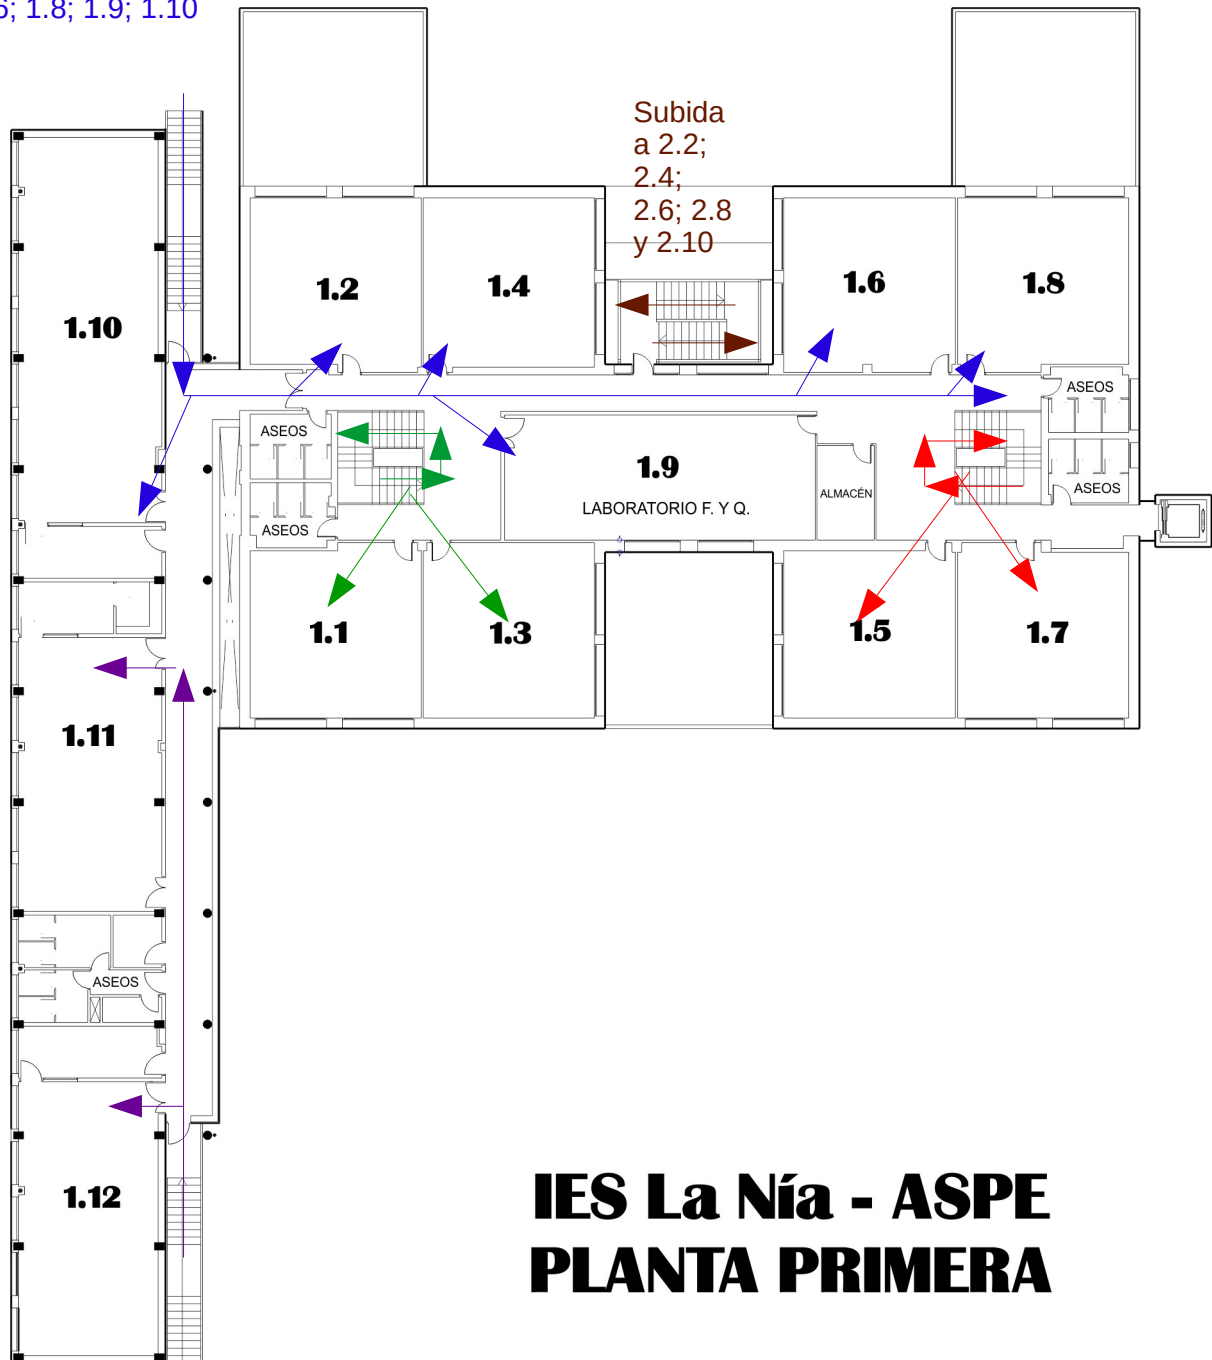 6; 1.8; 1.9; 1.10
Subida
a 2.2;
2.4;
2.6; 2.8
y 2.10
1.2
1.4
1.6
1.8
1.10
ASEOS
ASEOS
1.9
LABORATORIO F. Y Q.
ALMACÉN
ASEOS
ASEOS
1.1
1.3
1.5
1.7
1.11
ASEOS
1.12
IES La Nía - ASPE
PLANTA PRIMERA